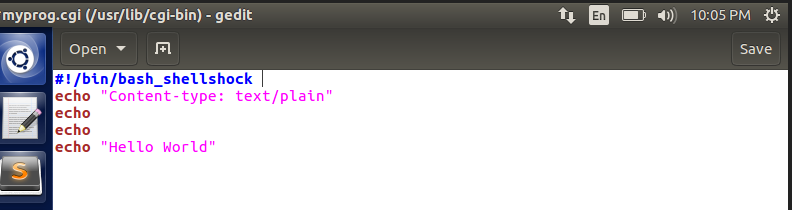 *myprog.cgi (/usr/lib/cgi-bin) - gedit
En
10:05 PM
Open
Save
#!/bin/bash_shellshock
echo "Content-type: text/plain"
echo
echo
echo "Hello World"
S